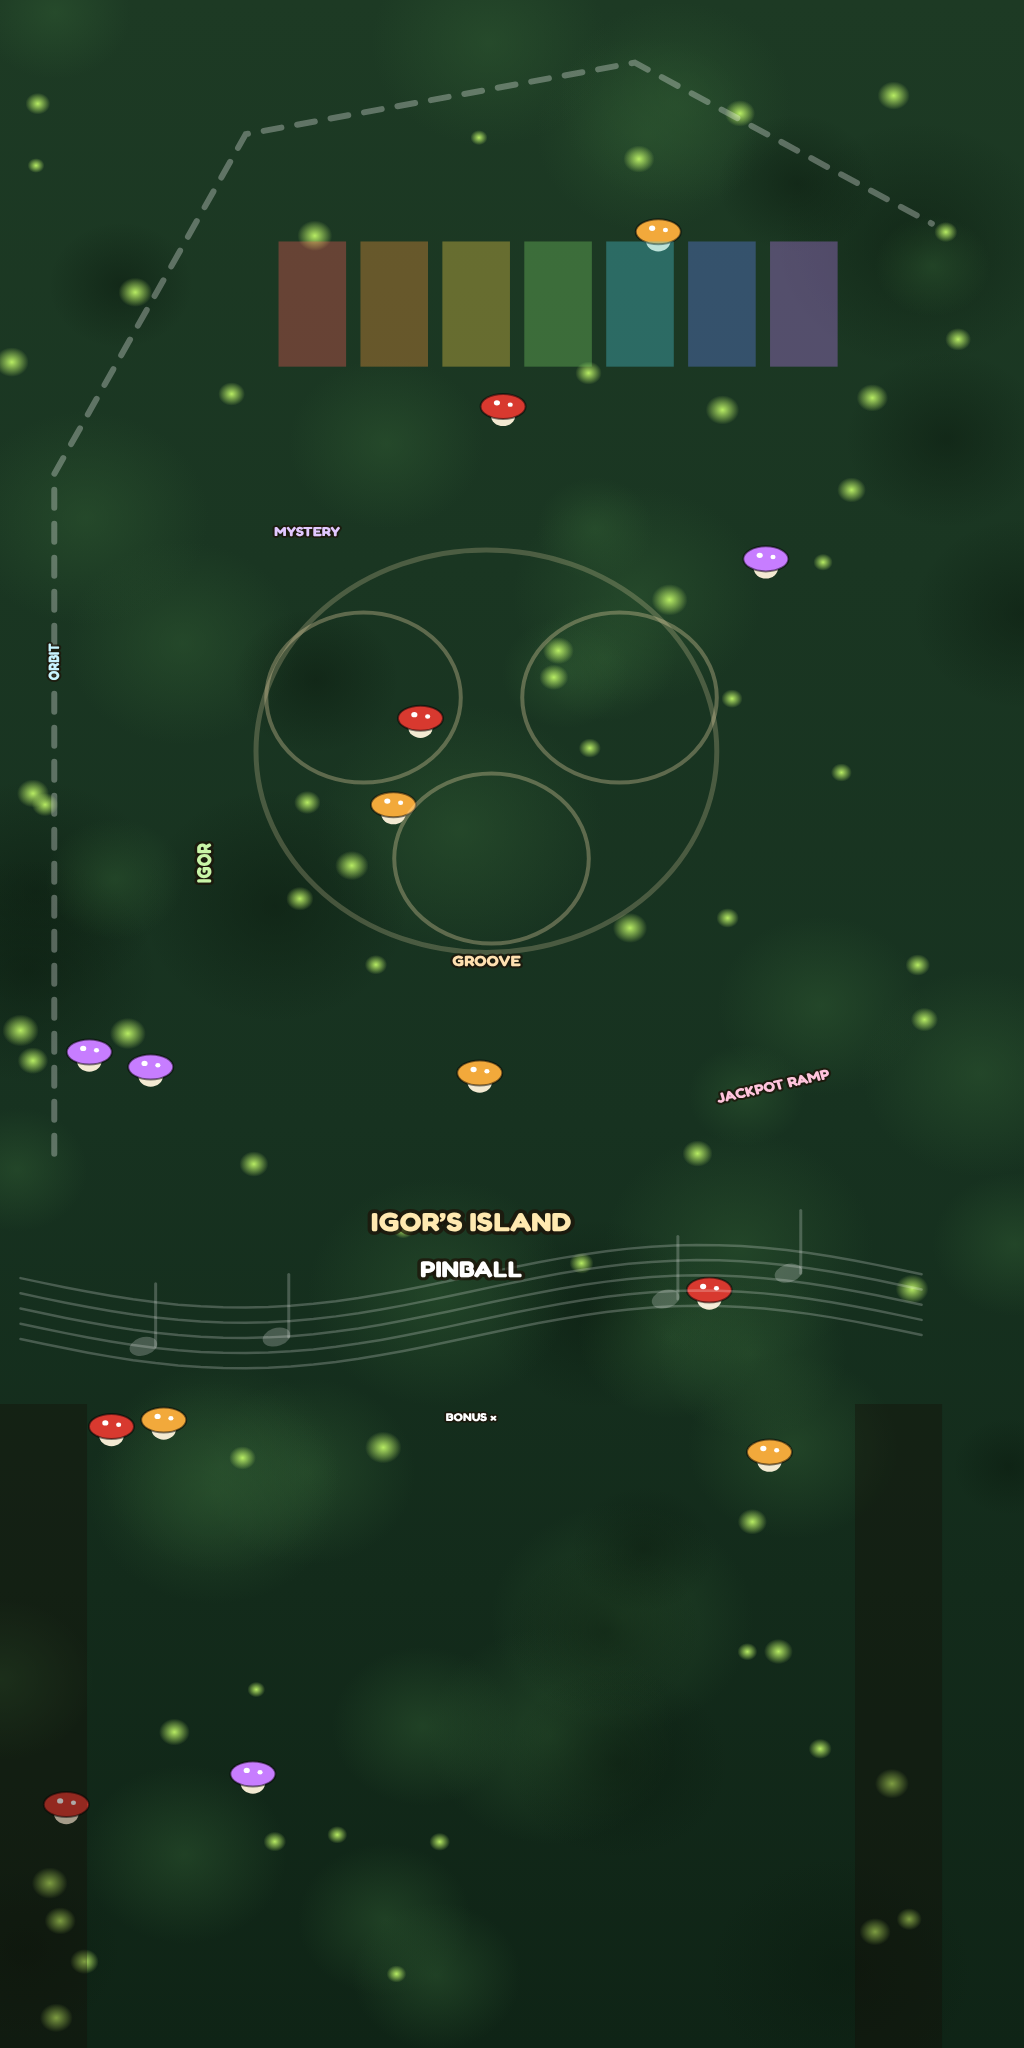 MYSTERY
ORBIT
IGOR
GROOVE
JACKPOT RAMP
IGOR'S ISLAND
PINBALL
BONUS ×